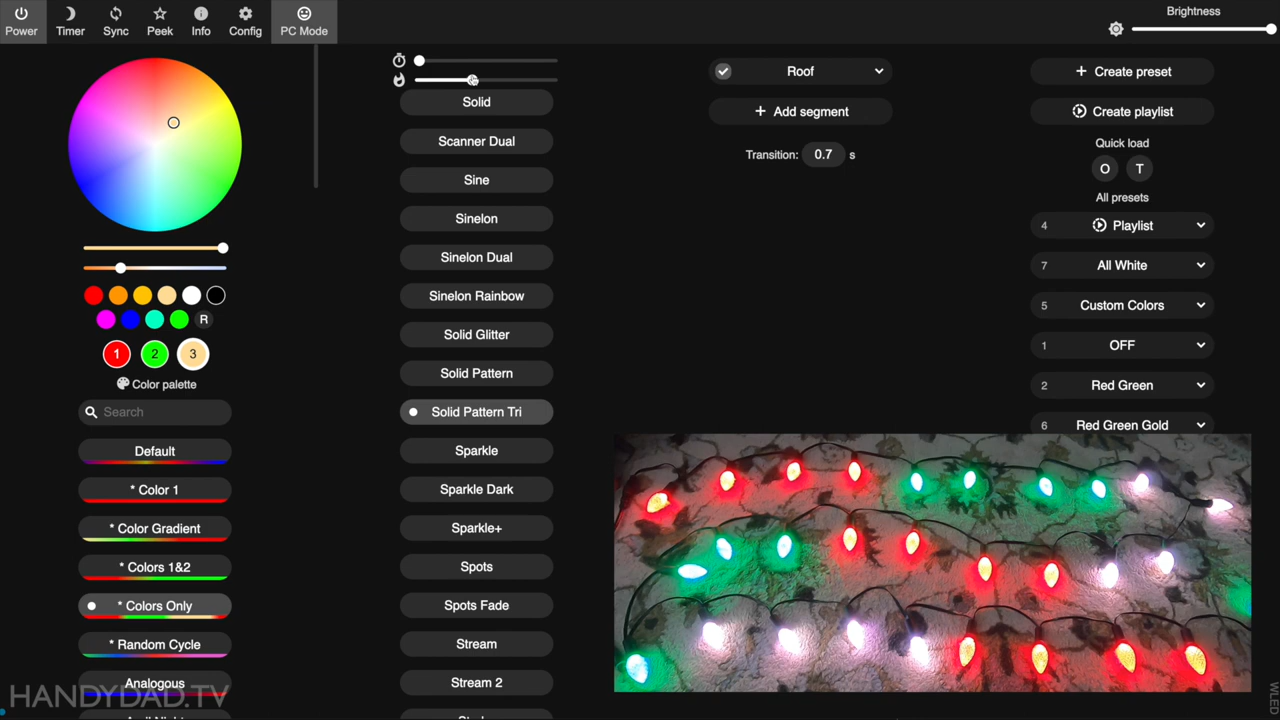 Power
Timer
Sync
Peek
Info
Config
PC Mode
Brightness
R
1
2
3
Color palette
Search
Default
* Color 1
* Color Gradient
* Colors 1&2
* Colors Only
* Random Cycle
Analogous
Solid
Scanner Dual
Sine
Sinelon
Sinelon Dual
Sinelon Rainbow
Solid Glitter
Solid Pattern
Solid Pattern Tri
Sparkle
Sparkle Dark
Sparkle+
Spots
Spots Fade
Stream
Stream 2
Roof
+ Add segment
Transition: 0.7 s
+ Create preset
Create playlist
Quick load
O T
All presets
4 Playlist
7 All White
5 Custom Colors
1 OFF
2 Red Green
6 Red Green Gold
HANDYDAD.TV
WLED